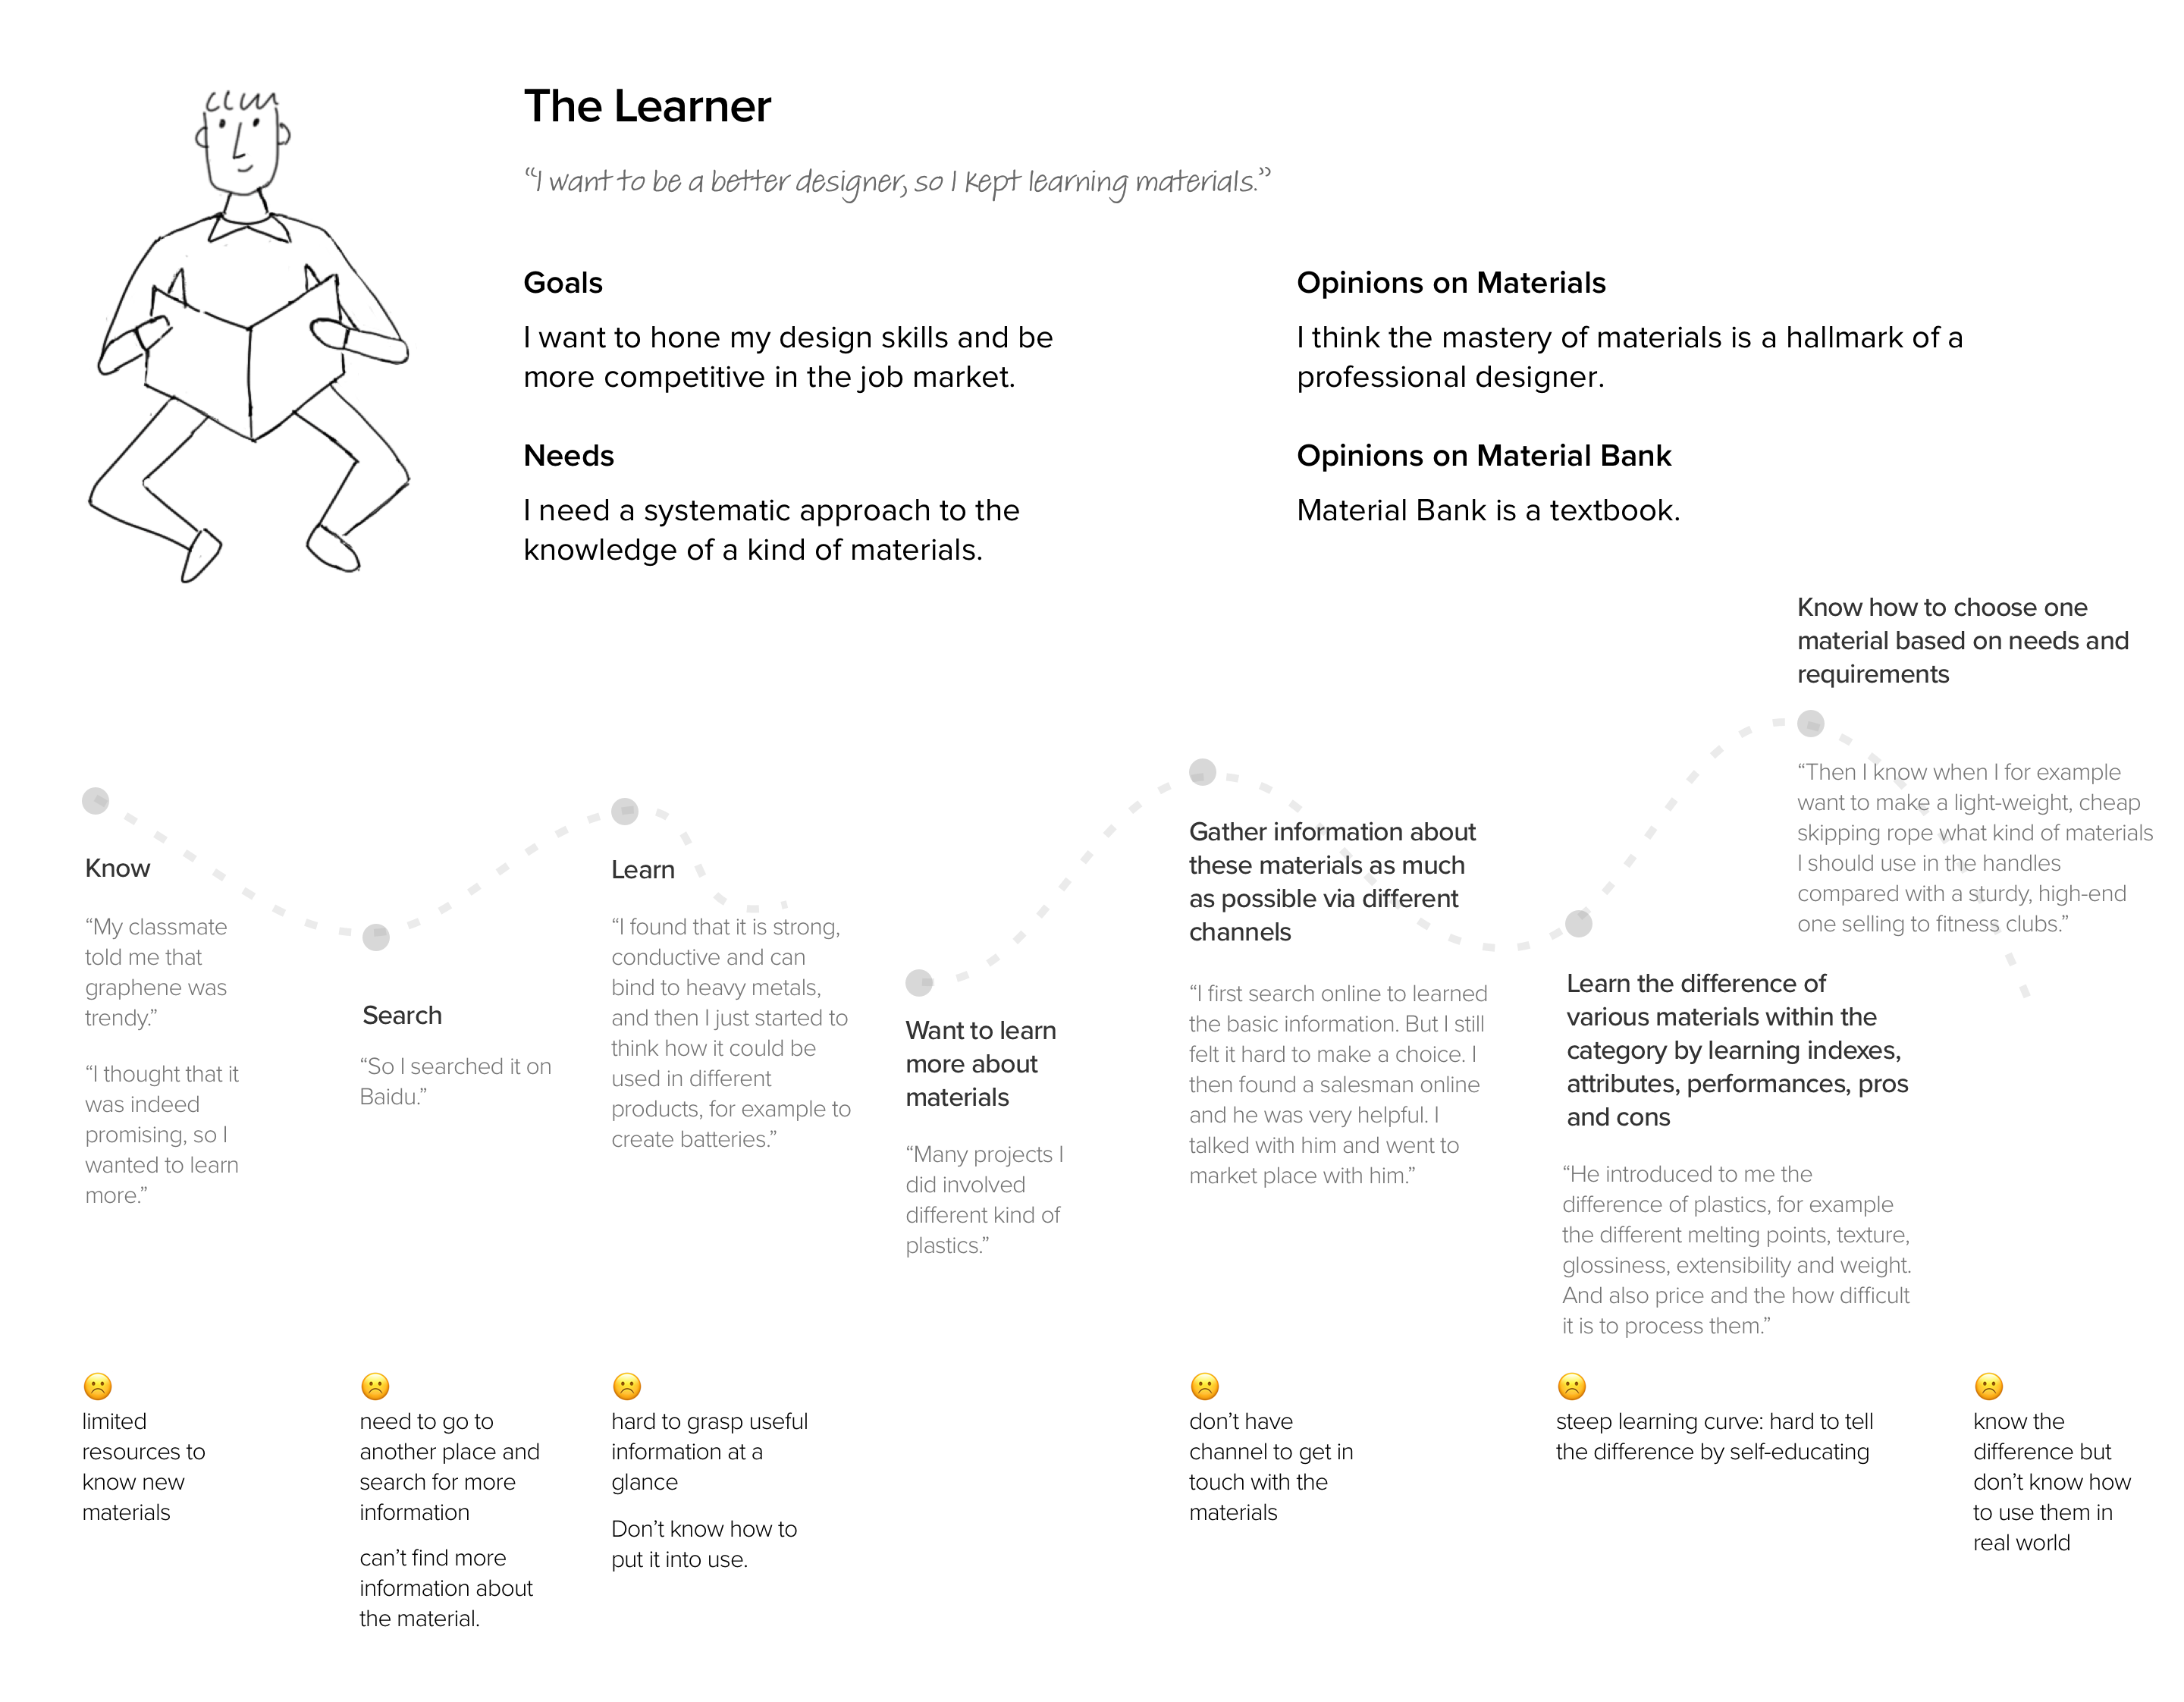 The Learner
“I want to be a better designer, so I kept learning materials.”
Goals
I want to hone my design skills and be
more competitive in the job market.
Needs
I need a systematic approach to the
knowledge of a kind of materials.
Opinions on Materials
I think the mastery of materials is a hallmark of a
professional designer.
Opinions on Material Bank
Material Bank is a textbook.
Know
“My classmate
told me that
graphene was
trendy.”
“I thought that it
was indeed
promising, so I
wanted to learn
more.”
Search
“So I searched it on
Baidu.”
Learn
“I found that it is strong,
conductive and can
bind to heavy metals,
and then I just started to
think how it could be
used in different
products, for example to
create batteries.”
Want to learn
more about
materials
“Many projects I
did involved
different kind of
plastics.”
Gather information about
these materials as much
as possible via different
channels
“I first search online to learned
the basic information. But I still
felt it hard to make a choice. I
then found a salesman online
and he was very helpful. I
talked with him and went to
market place with him.”
Learn the difference of
various materials within the
category by learning indexes,
attributes, performances, pros
and cons
“He introduced to me the
difference of plastics, for example
the different melting points, texture,
glossiness, extensibility and weight.
And also price and the how difficult
it is to process them.”
Know how to choose one
material based on needs and
requirements
“Then I know when I for example
want to make a light-weight, cheap
skipping rope what kind of materials
I should use in the handles
compared with a sturdy, high-end
one selling to fitness clubs.”
limited
resources to
know new
materials
need to go to
another place and
search for more
information
can’t find more
information about
the material.
hard to grasp useful
information at a
glance
Don’t know how to
put it into use.
don’t have
channel to get in
touch with the
materials
steep learning curve: hard to tell
the difference by self-educating
know the
difference but
don’t know how
to use them in
real world